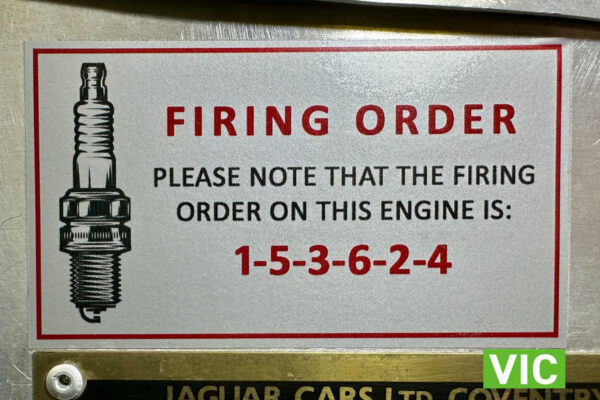 FIRING ORDER
PLEASE NOTE THAT THE FIRING
ORDER ON THIS ENGINE IS:
1-5-3-6-2-4
JAGUAR CARS LTD COVENTRY
VIC